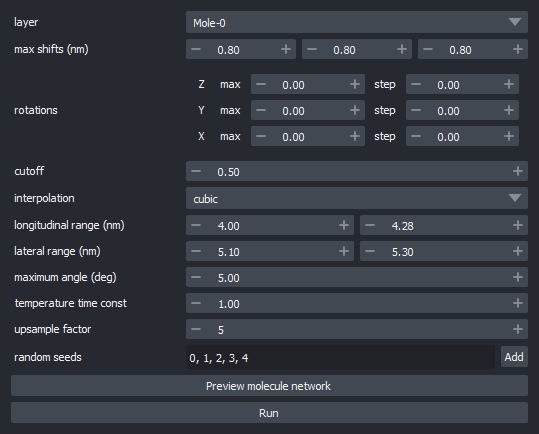 layer Mole-0
max shifts (nm) − 0.80 + − 0.80 + − 0.80 +
Z max − 0.00 + step − 0.00 +
rotations Y max − 0.00 + step − 0.00 +
X max − 0.00 + step − 0.00 +
cutoff − 0.50 +
interpolation cubic
longitudinal range (nm) − 4.00 + − 4.28 +
lateral range (nm) − 5.10 + − 5.30 +
maximum angle (deg) − 5.00 +
temperature time const − 1.00 +
upsample factor − 5 +
random seeds 0, 1, 2, 3, 4 Add
Preview molecule network
Run